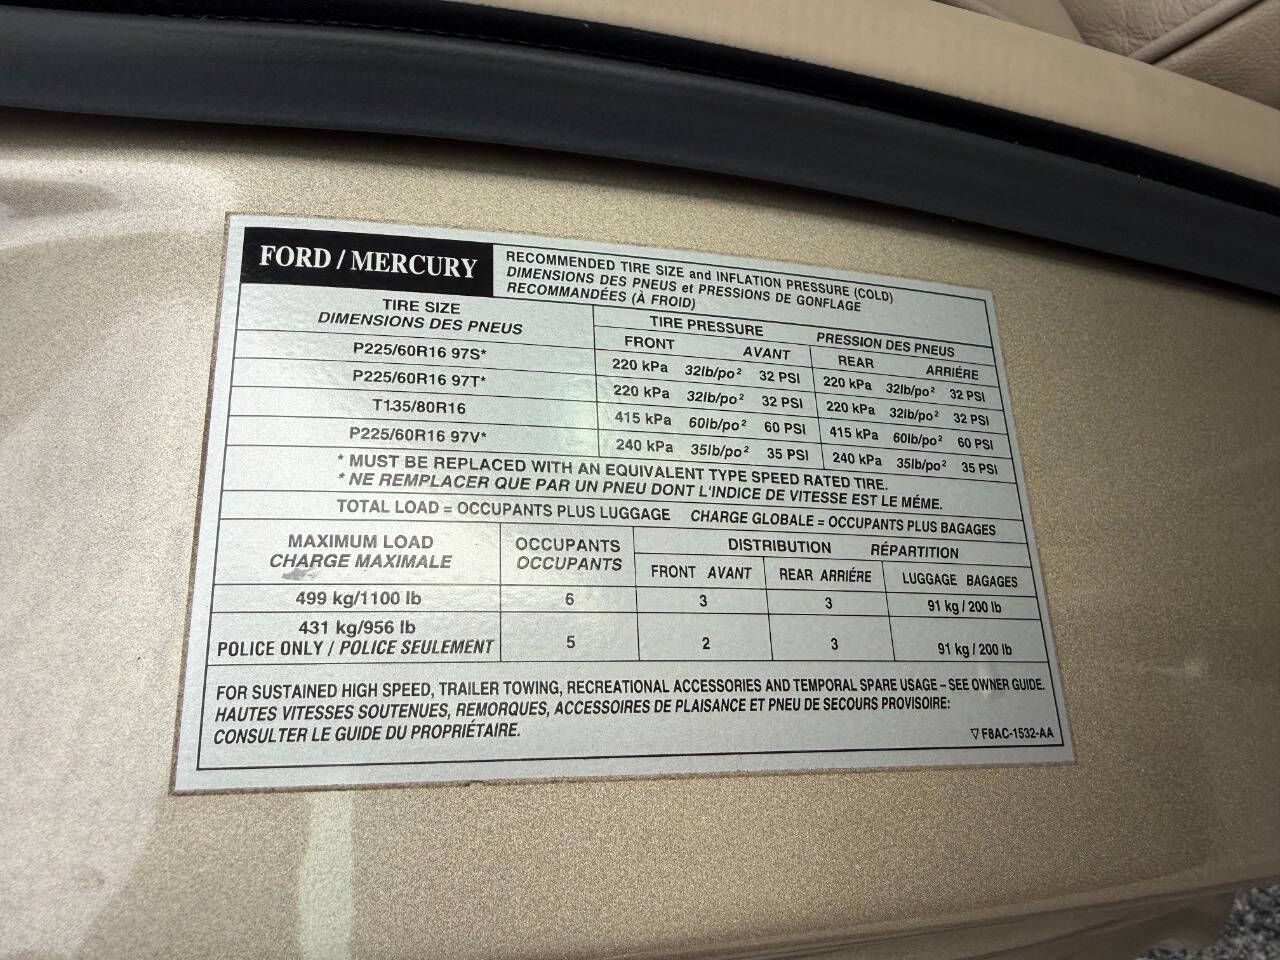 FORD / MERCURY
RECOMMENDED TIRE SIZE and INFLATION PRESSURE (COLD)
DIMENSIONS DES PNEUS et PRESSIONS DE GONFLAGE
RECOMMANDÉES (À FROID)
TIRE SIZE
DIMENSIONS DES PNEUS
TIRE PRESSURE PRESSION DES PNEUS
FRONT AVANT REAR ARRIÉRE
P225/60R16 97S* 220 kPa 32lb/po² 32 PSI 220 kPa 32lb/po² 32 PSI
P225/60R16 97T* 220 kPa 32lb/po² 32 PSI 220 kPa 32lb/po² 32 PSI
T135/80R16 415 kPa 60lb/po² 60 PSI 415 kPa 60lb/po² 60 PSI
P225/60R16 97V* 240 kPa 35lb/po² 35 PSI 240 kPa 35lb/po² 35 PSI
* MUST BE REPLACED WITH AN EQUIVALENT TYPE SPEED RATED TIRE.
* NE REMPLACER QUE PAR UN PNEU DONT L'INDICE DE VITESSE EST LE MÉME.
TOTAL LOAD = OCCUPANTS PLUS LUGGAGE CHARGE GLOBALE = OCCUPANTS PLUS BAGAGES
MAXIMUM LOAD
CHARGE MAXIMALE
OCCUPANTS
OCCUPANTS
DISTRIBUTION RÉPARTITION
FRONT AVANT REAR ARRIÉRE LUGGAGE BAGAGES
499 kg/1100 lb 6 3 3 91 kg / 200 lb
431 kg/956 lb
POLICE ONLY / POLICE SEULEMENT 5 2 3 91 kg / 200 lb
FOR SUSTAINED HIGH SPEED, TRAILER TOWING, RECREATIONAL ACCESSORIES AND TEMPORAL SPARE USAGE – SEE OWNER GUIDE.
HAUTES VITESSES SOUTENUES, REMORQUES, ACCESSOIRES DE PLAISANCE ET PNEU DE SECOURS PROVISOIRE:
CONSULTER LE GUIDE DU PROPRIÉTAIRE.
▽ F8AC-1532-AA